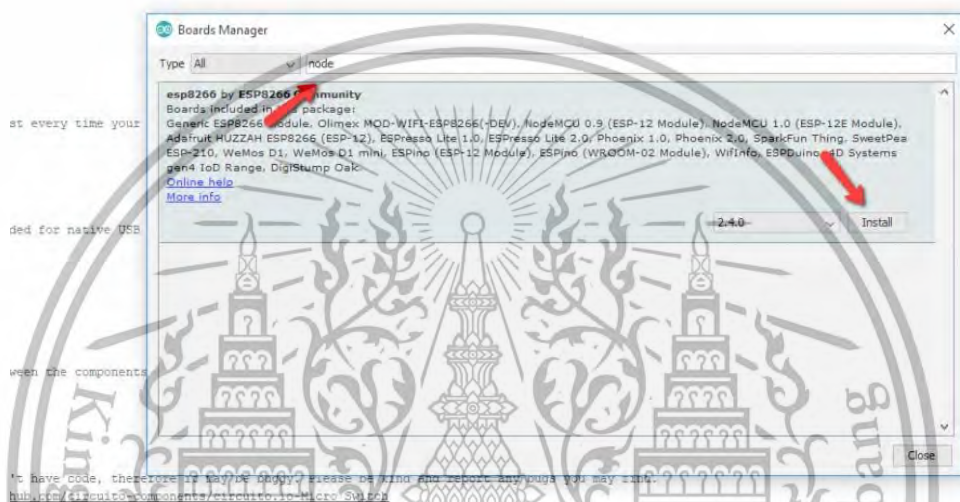 Boards Manager
Type All node
esp8266 by ESP8266 Community
Boards included in this package:
Generic ESP8266 Module, Olimex MOD-WIFI-ESP8266(-DEV), NodeMCU 0.9 (ESP-12 Module), NodeMCU 1.0 (ESP-12E Module),
Adafruit HUZZAH ESP8266 (ESP-12), ESPresso Lite 1.0, ESPresso Lite 2.0, Phoenix 1.0, Phoenix 2.0, SparkFun Thing, SweetPea
ESP-210, WeMos D1, WeMos D1 mini, ESPino (ESP-12 Module), ESPino (WROOM-02 Module), WifInfo, ESPDuino, 4D Systems
gen4 IoD Range, DigiStump Oak
Online help
More info
2.4.0 Install
Close
st every time your
ded for native USB
ween the components
't have code, therefore it may be buggy. Please be kind and report any bugs you may find.
hub.com/circuito-components/circuito.io-Micro_Switch
King